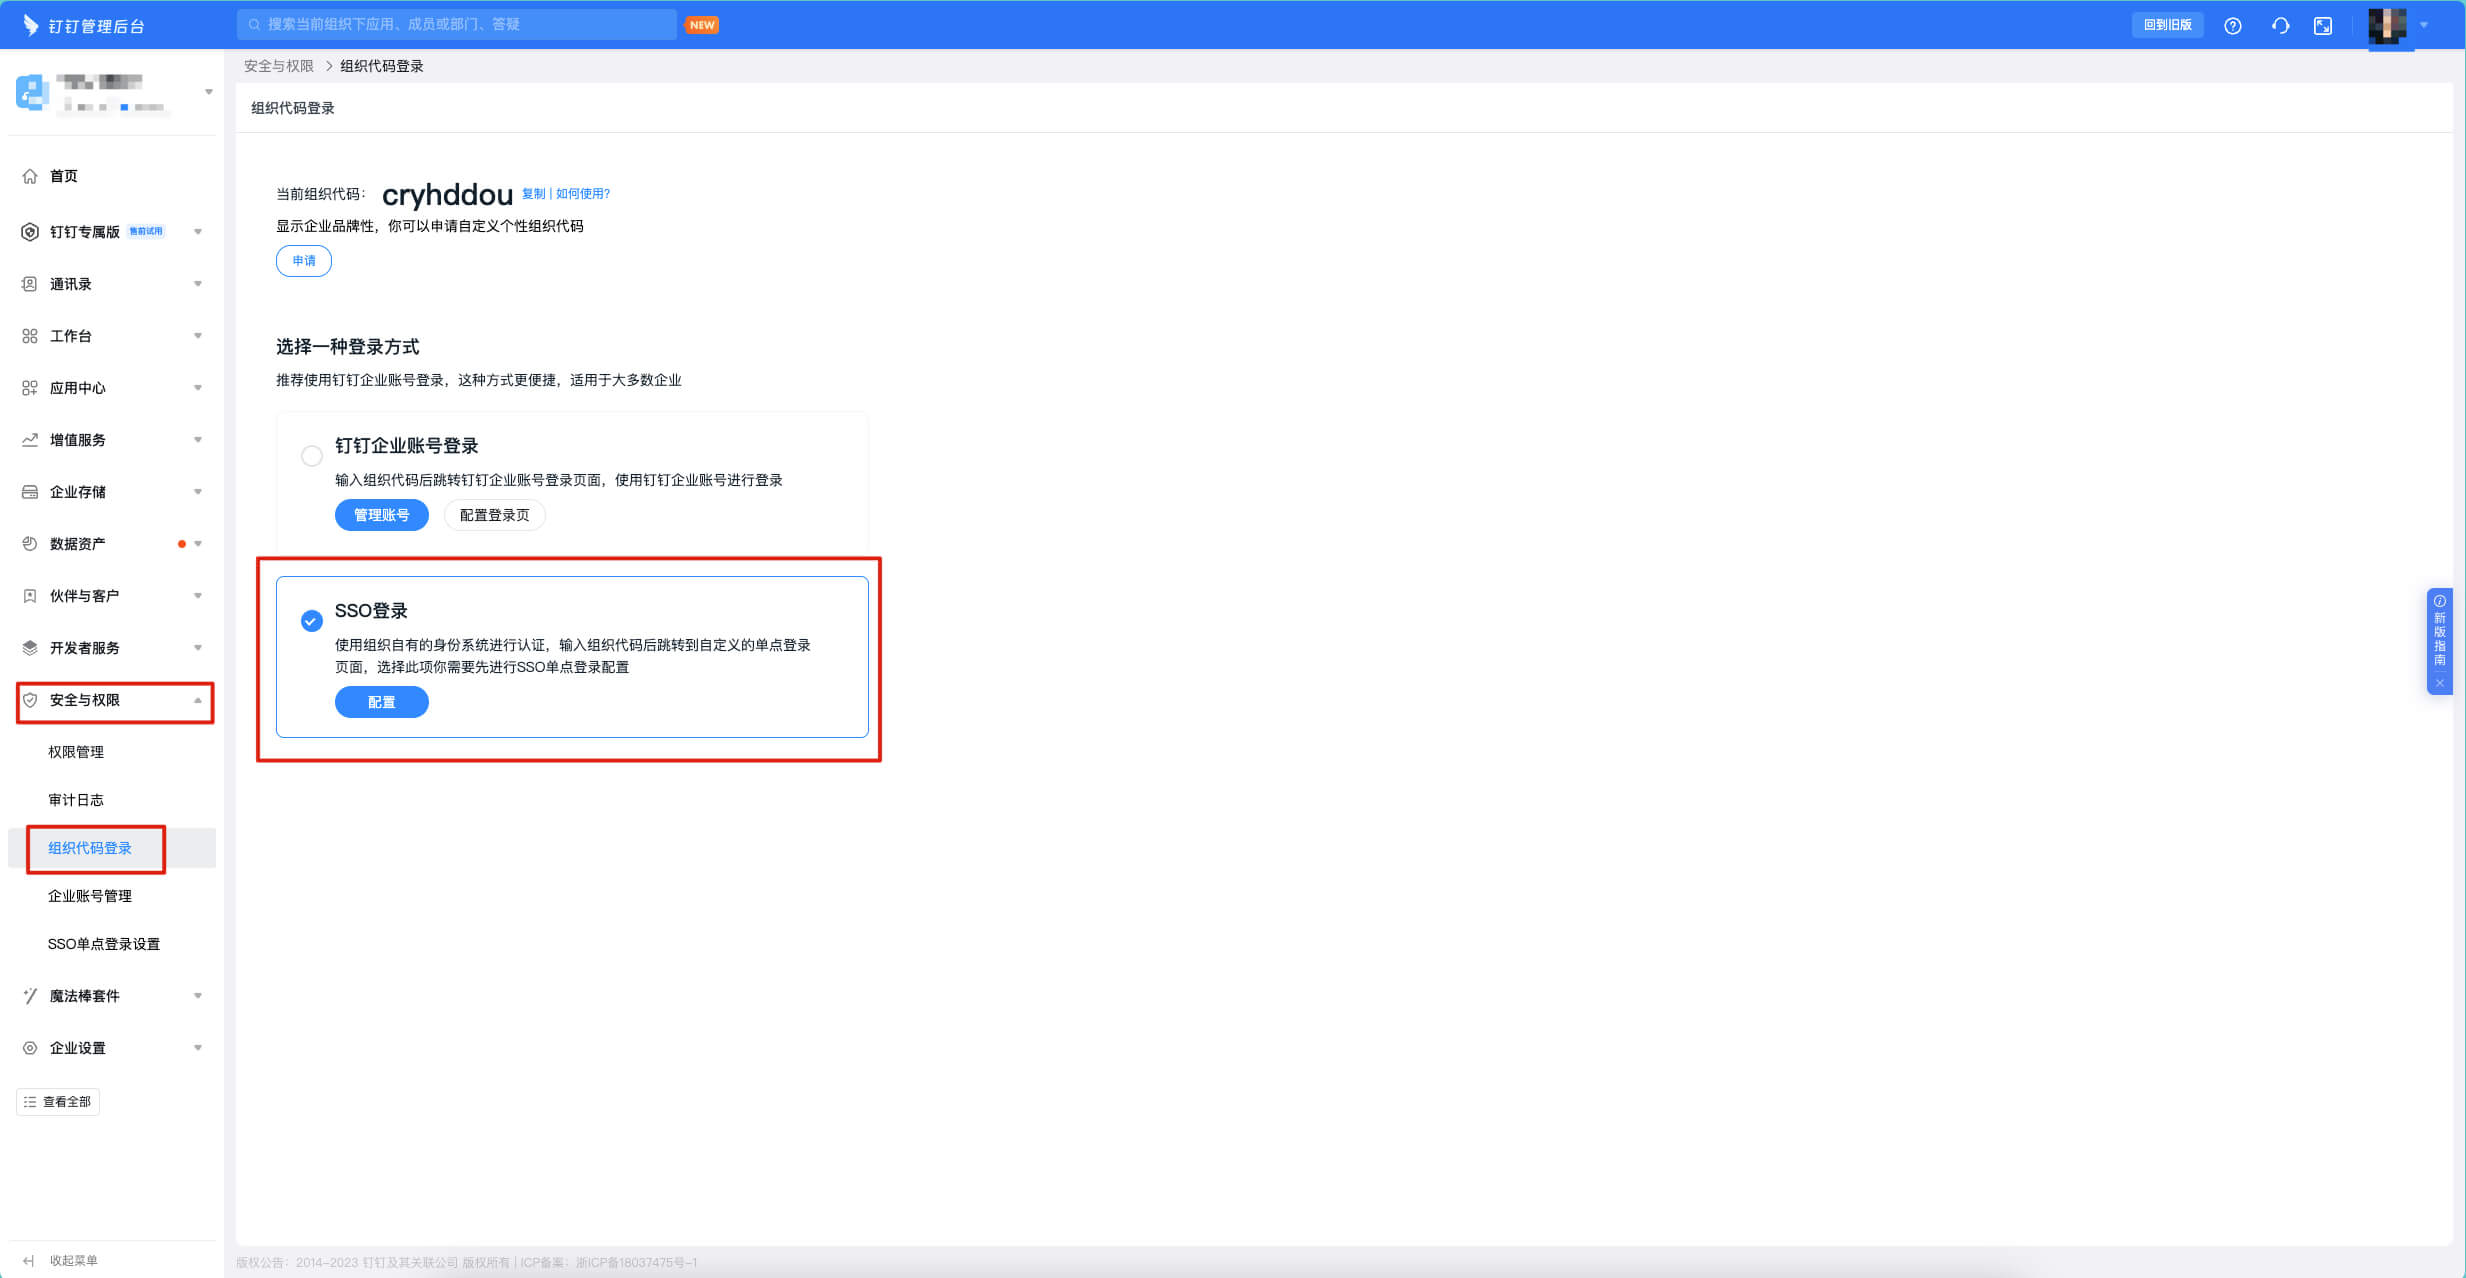 钉钉管理后台
搜索当前组织下应用、成员或部门、答疑
NEW
回到旧版
首页
钉钉专属版 售前试用
通讯录
工作台
应用中心
增值服务
企业存储
数据资产
伙伴与客户
开发者服务
安全与权限
权限管理
审计日志
组织代码登录
企业账号管理
SSO单点登录设置
魔法棒套件
企业设置
查看全部
收起菜单
安全与权限 > 组织代码登录
组织代码登录
当前组织代码： cryhddou 复制 | 如何使用?
显示企业品牌性，你可以申请自定义个性组织代码
申请
选择一种登录方式
推荐使用钉钉企业账号登录，这种方式更便捷，适用于大多数企业
钉钉企业账号登录
输入组织代码后跳转钉钉企业账号登录页面，使用钉钉企业账号进行登录
管理账号 配置登录页
SSO登录
使用组织自有的身份系统进行认证，输入组织代码后跳转到自定义的单点登录
页面，选择此项你需要先进行SSO单点登录配置
配置
新版指南
版权公告：2014-2023 钉钉及其关联公司 版权所有 | ICP备案：浙ICP备18037475号-1